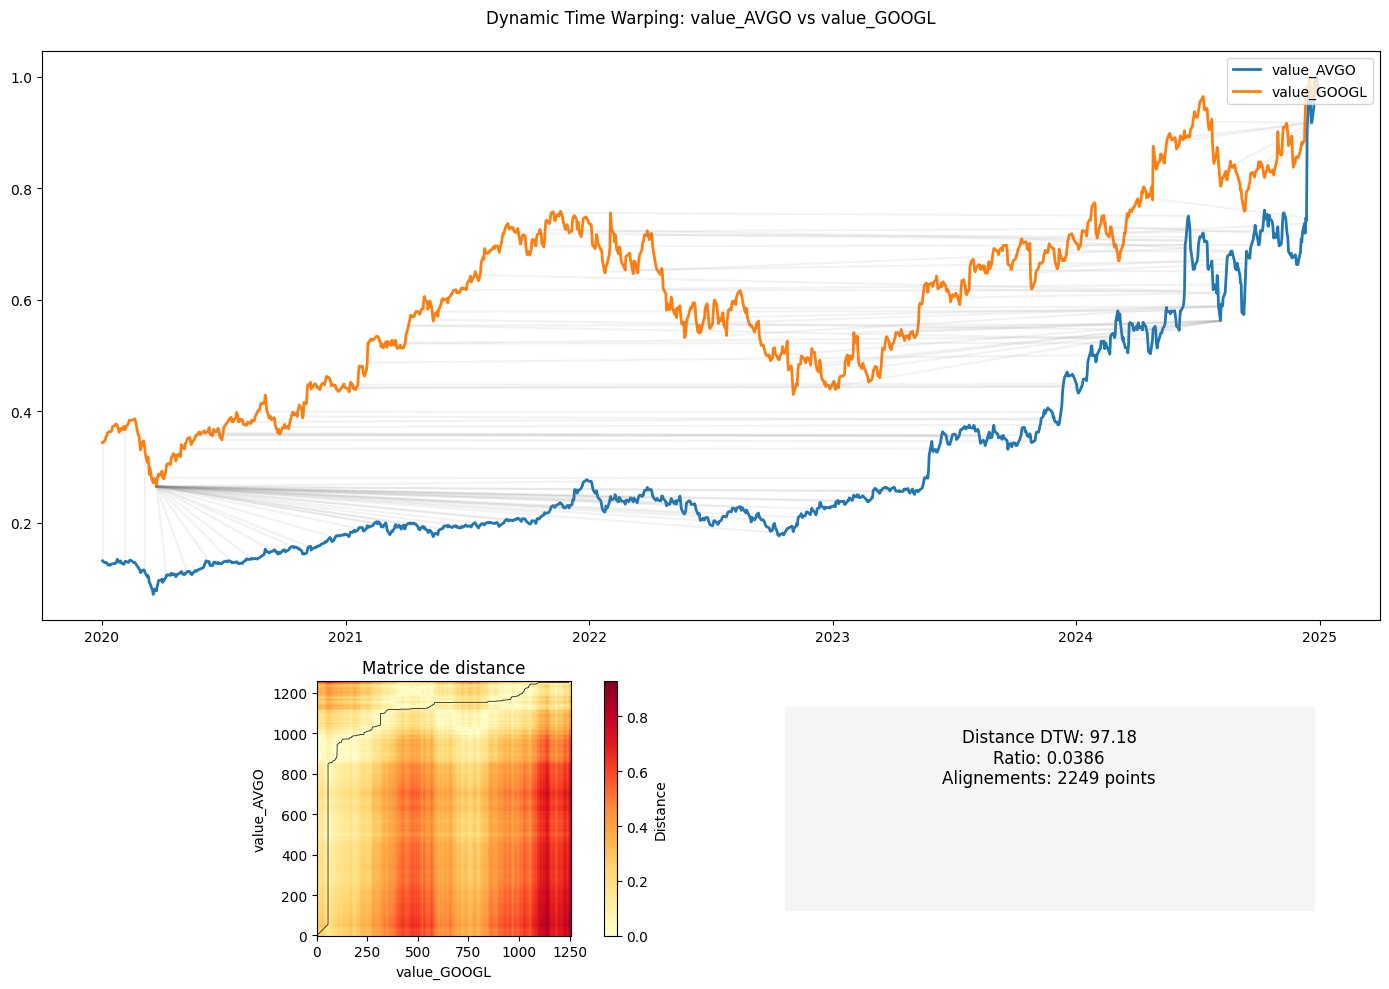 Dynamic Time Warping: value_AVGO vs value_GOOGL
value_AVGO
value_GOOGL
1.0
0.8
0.6
0.4
0.2
2020 2021 2022 2023 2024 2025
Matrice de distance
1200
1000
800
600
400
200
0
value_AVGO
0 250 500 750 1000 1250
value_GOOGL
0.8
0.6
0.4
0.2
0.0
Distance
Distance DTW: 97.18
Ratio: 0.0386
Alignements: 2249 points